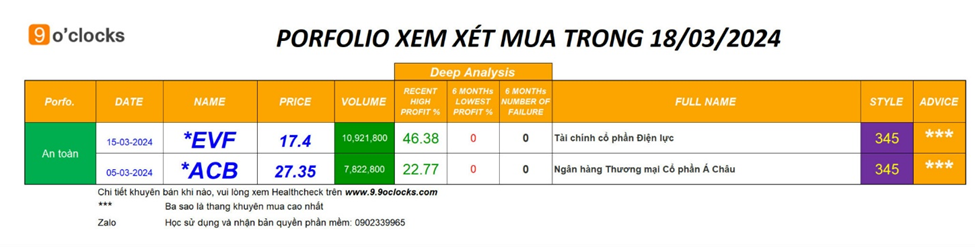 9 o'clocks
PORFOLIO XEM XÉT MUA TRONG 18/03/2024
Deep Analysis
Porfo. DATE NAME PRICE VOLUME RECENT HIGH PROFIT % 6 MONTHs LOWEST PROFIT % 6 MONTHs NUMBER OF FAILURE FULL NAME STYLE ADVICE
An toàn
15-03-2024 *EVF 17.4 10,921,800 46.38 0 0 Tài chính cổ phần Điện lực 345 ***
05-03-2024 *ACB 27.35 7,822,800 22.77 0 0 Ngân hàng Thương mại Cổ phần Á Châu 345 ***
Chi tiết khuyên bán khi nào, vui lòng xem Healthcheck trên www.9.9oclocks.com
*** Ba sao là thang khuyên mua cao nhất
Zalo Học sử dụng và nhận bản quyền phần mềm: 0902339965